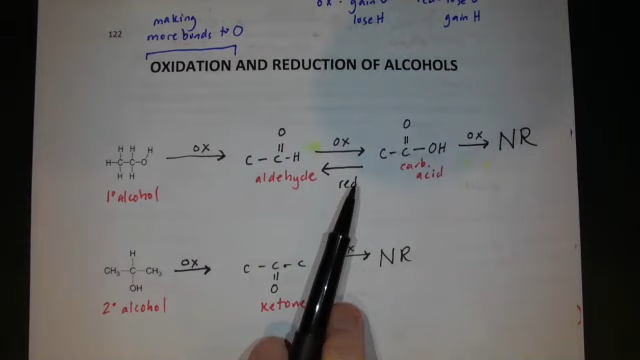 making
more bonds to O
ox - gain O
lose H
gain H
122
OXIDATION AND REDUCTION OF ALCOHOLS
H H H
H-C-C-O
H H
OX
O
C-C-H
OX
red
O
C-C-OH
OX
NR
1° alcohol
aldehyde
carb.
acid
H
CH3-C-CH3
OH
OX
C-C-C
O
NR
2° alcohol
ketone